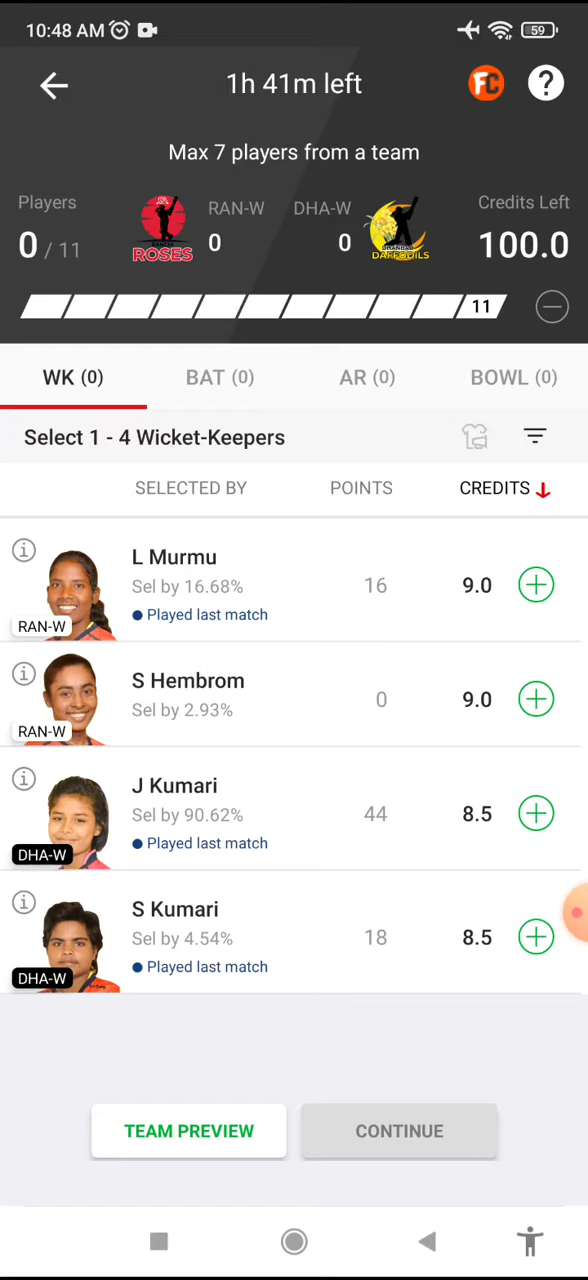 10:48 AM 59
1h 41m left
FC ?
Max 7 players from a team
Players RAN-W DHA-W Credits Left
0 / 11 0 0 100.0
ROSES
DAFFODILS
11
WK (0) BAT (0) AR (0) BOWL (0)
Select 1 - 4 Wicket-Keepers
SELECTED BY POINTS CREDITS
L Murmu
Sel by 16.68% 16 9.0
Played last match
RAN-W
S Hembrom
Sel by 2.93% 0 9.0
RAN-W
J Kumari
Sel by 90.62% 44 8.5
Played last match
DHA-W
S Kumari
Sel by 4.54% 18 8.5
Played last match
DHA-W
TEAM PREVIEW CONTINUE